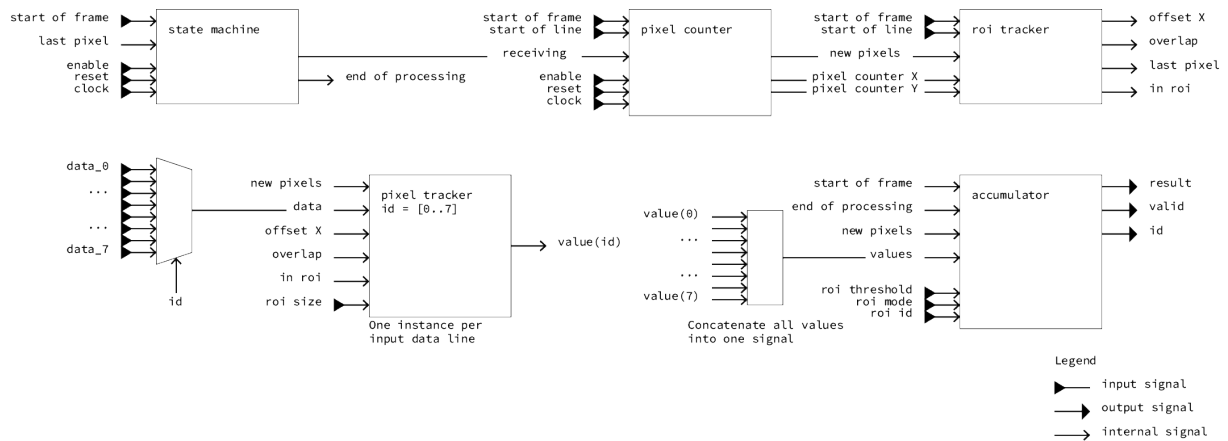 start of frame
last pixel
enable
reset
clock
state machine
end of processing
receiving
start of frame
start of line
enable
reset
clock
pixel counter
new pixels
pixel counter X
pixel counter Y
start of frame
start of line
roi tracker
offset X
overlap
last pixel
in roi
data_0
...
...
data_7
id
new pixels
data
offset X
overlap
in roi
roi size
pixel tracker
id = [0..7]
value(id)
One instance per
input data line
value(0)
...
...
value(7)
Concatenate all values
into one signal
start of frame
end of processing
new pixels
values
roi threshold
roi mode
roi id
accumulator
result
valid
id
Legend
input signal
output signal
internal signal